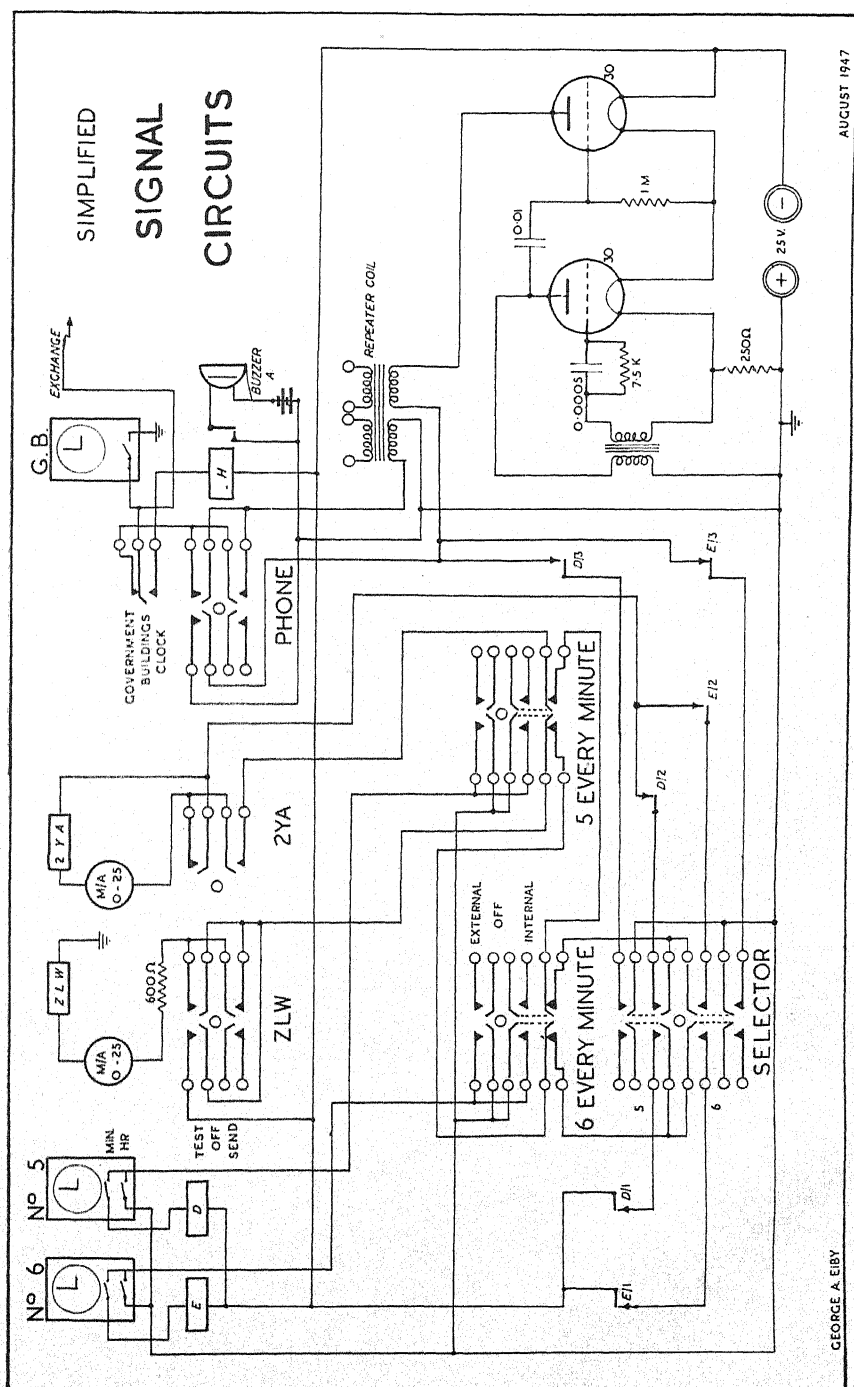 SIMPLIFIED
SIGNAL
CIRCUITS
Nº 6
Nº 5
MIN.
HR
E
D
ZLW
M/A
0-25
600Ω
TEST
OFF
SEND
ZLW
2YA
M/A
0-25
2YA
GOVERNMENT
BUILDINGS
CLOCK
G.B.
EXCHANGE
H
BUZZER
A
PHONE
REPEATER COIL
EXTERNAL
OFF
INTERNAL
6 EVERY MINUTE
5 EVERY MINUTE
5
6
SELECTOR
E/1
D/1
D/2
E/2
D/3
E/3
30
30
0·01
1 M
0·0005
7·5 K
250Ω
+
25 V.
-
GEORGE A EIBY
AUGUST 1947